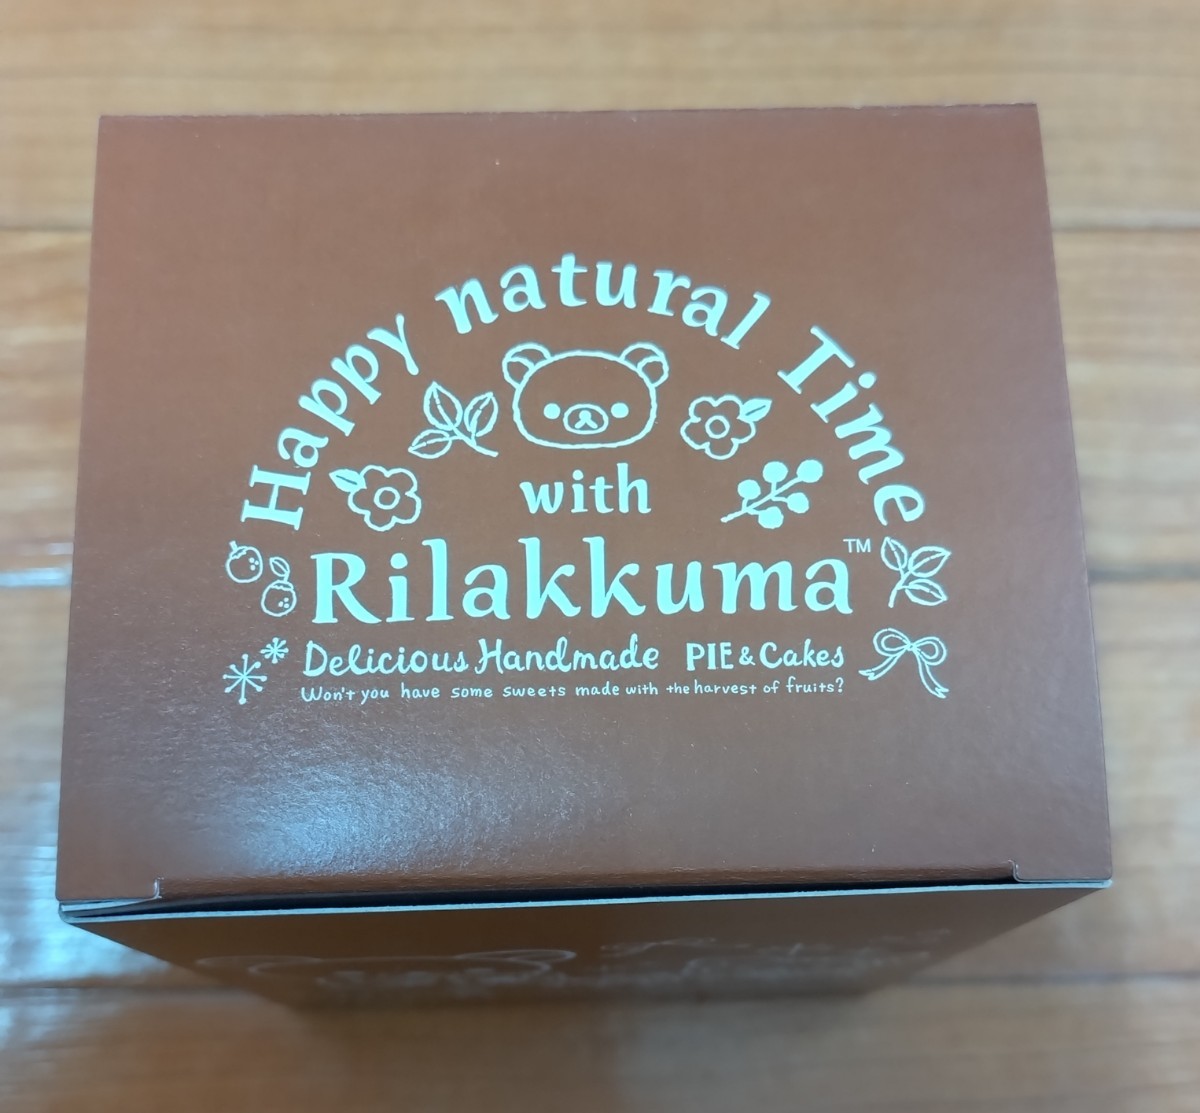 Happy natural Time
with
Rilakkuma™
Delicious Handmade PIE & Cakes
Won't you have some sweets made with the harvest of fruits?